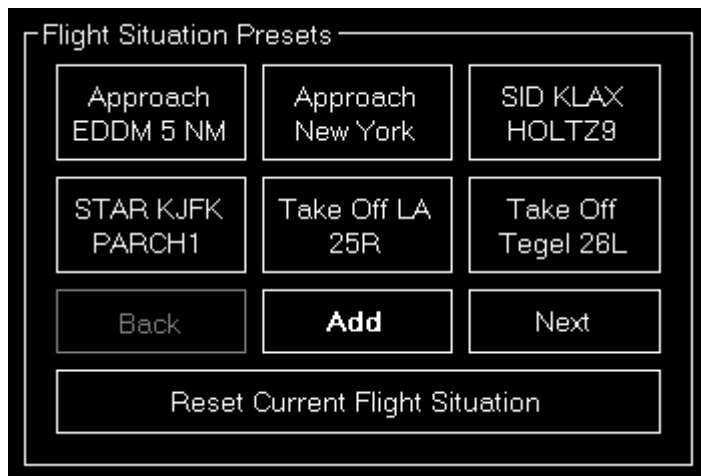 Flight Situation Presets
Approach
EDDM 5 NM
Approach
New York
SID KLAX
HOLTZ9
STAR KJFK
PARCH1
Take Off LA
25R
Take Off
Tegel 26L
Back
Add
Next
Reset Current Flight Situation